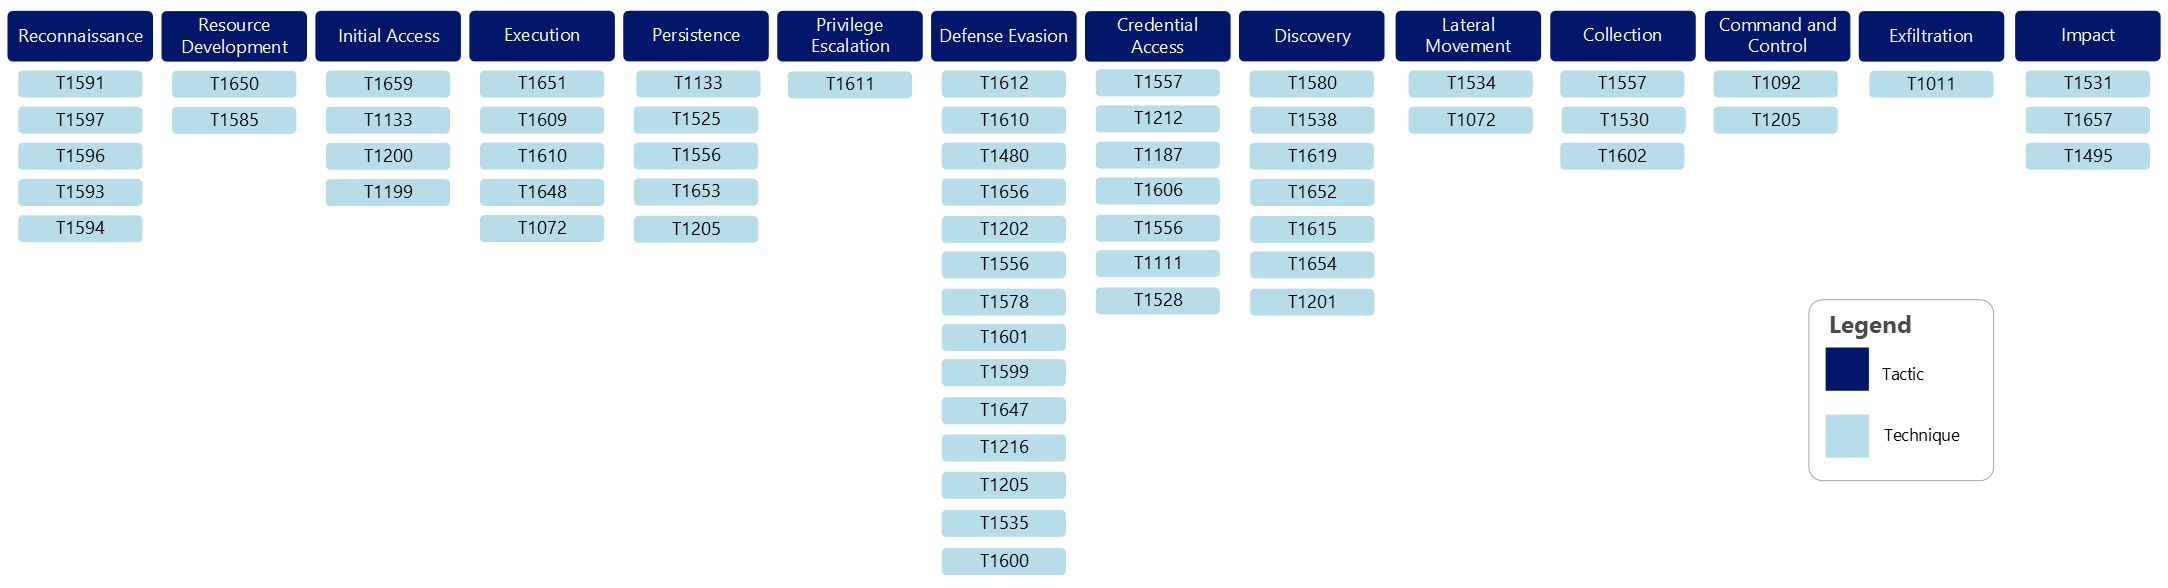 Reconnaissance
T1591
T1597
T1596
T1593
T1594
Resource
Development
T1650
T1585
Initial Access
T1659
T1133
T1200
T1199
Execution
T1651
T1609
T1610
T1648
T1072
Persistence
T1133
T1525
T1556
T1653
T1205
Privilege
Escalation
T1611
Defense Evasion
T1612
T1610
T1480
T1656
T1202
T1556
T1578
T1601
T1599
T1647
T1216
T1205
T1535
T1600
Credential
Access
T1557
T1212
T1187
T1606
T1556
T1111
T1528
Discovery
T1580
T1538
T1619
T1652
T1615
T1654
T1201
Lateral
Movement
T1534
T1072
Collection
T1557
T1530
T1602
Command and
Control
T1092
T1205
Exfiltration
T1011
Impact
T1531
T1657
T1495
Legend
Tactic
Technique